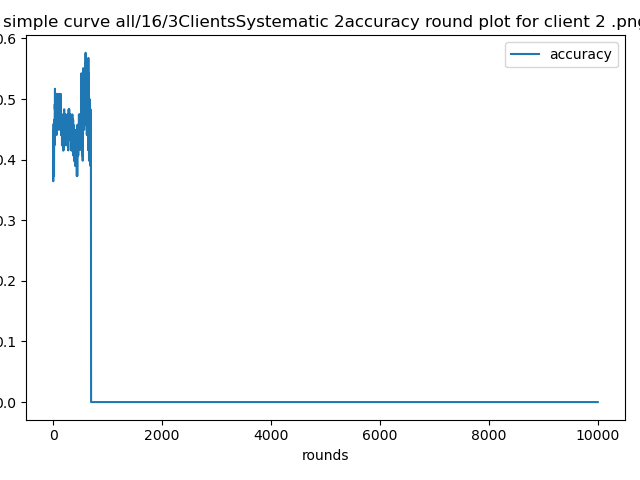 simple curve all/16/3ClientsSystematic 2accuracy round plot for client 2 .png
accuracy
0.6
0.5
0.4
0.3
0.2
0.1
0.0
0 2000 4000 6000 8000 10000
rounds